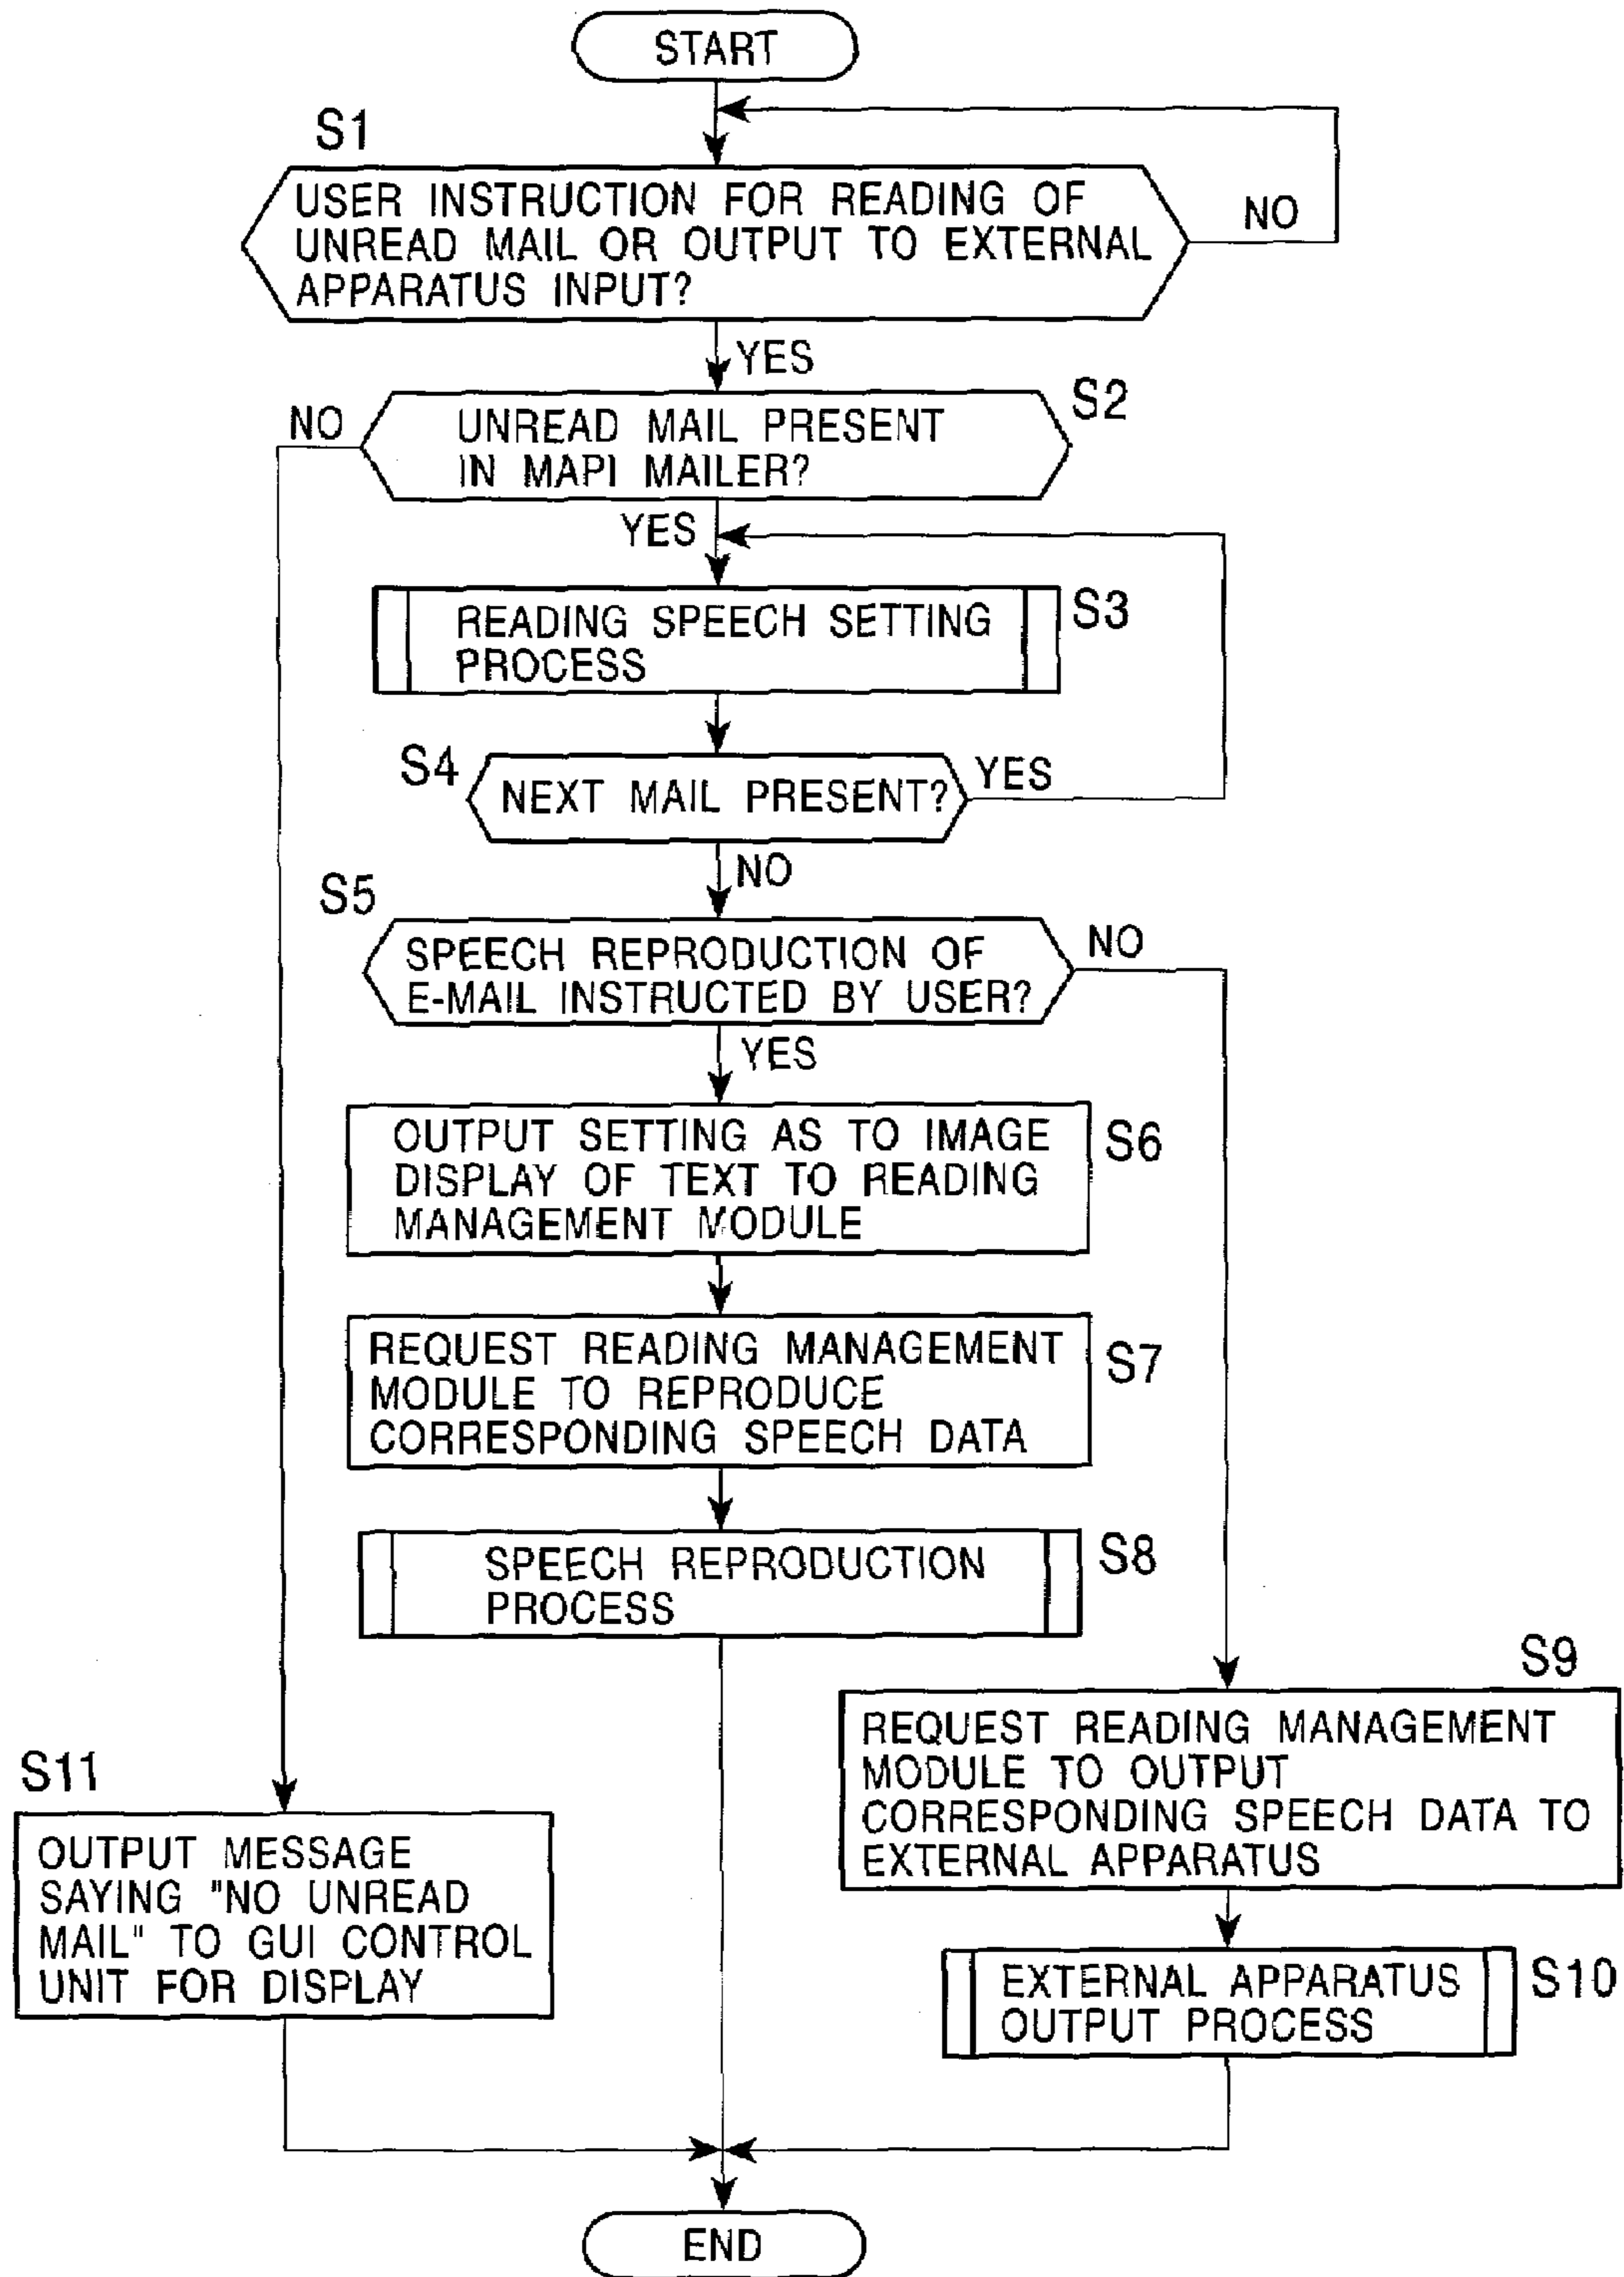 START
S1
USER INSTRUCTION FOR READING OF
UNREAD MAIL OR OUTPUT TO EXTERNAL
APPARATUS INPUT?
NO
YES
S2
NO
UNREAD MAIL PRESENT
IN MAPI MAILER?
YES
S3
READING SPEECH SETTING
PROCESS
S4
NEXT MAIL PRESENT?
YES
NO
S5
SPEECH REPRODUCTION OF
E-MAIL INSTRUCTED BY USER?
NO
YES
OUTPUT SETTING AS TO IMAGE
DISPLAY OF TEXT TO READING
MANAGEMENT MODULE
S6
REQUEST READING MANAGEMENT
MODULE TO REPRODUCE
CORRESPONDING SPEECH DATA
S7
SPEECH REPRODUCTION
PROCESS
S8
S9
REQUEST READING MANAGEMENT
MODULE TO OUTPUT
CORRESPONDING SPEECH DATA TO
EXTERNAL APPARATUS
S11
OUTPUT MESSAGE
SAYING "NO UNREAD
MAIL" TO GUI CONTROL
UNIT FOR DISPLAY
EXTERNAL APPARATUS
OUTPUT PROCESS
S10
END